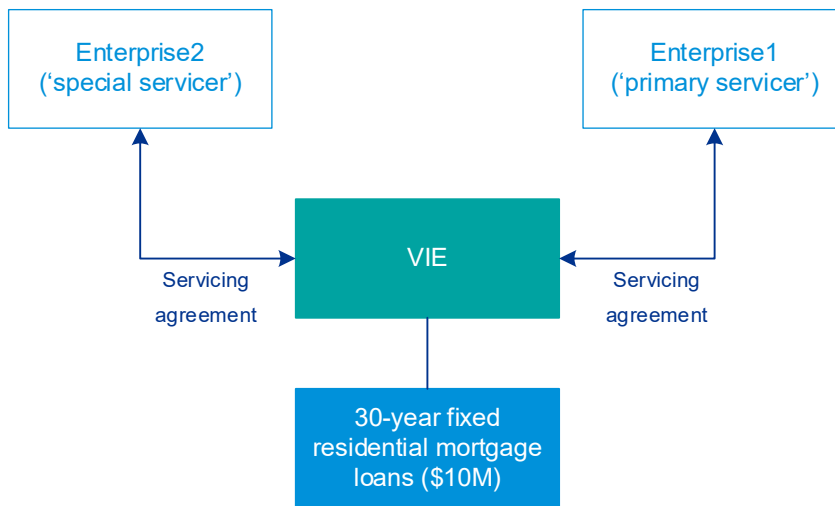 Enterprise2
(‘special servicer’)
Enterprise1
(‘primary servicer’)
VIE
Servicing
agreement
Servicing
agreement
30-year fixed
residential mortgage
loans ($10M)